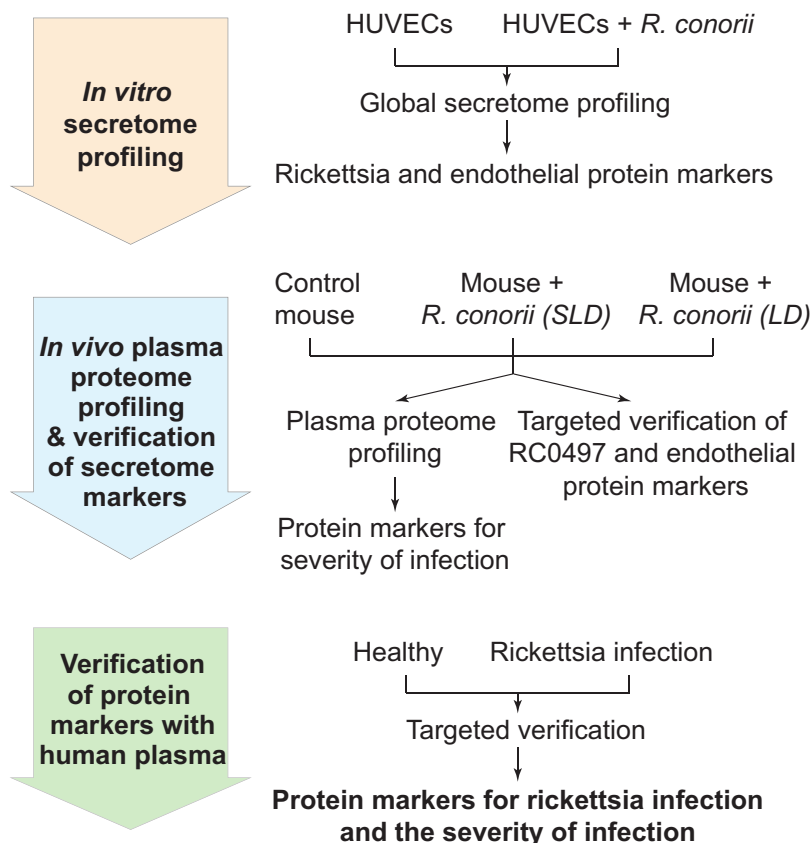 In vitro
secretome
profiling
HUVECs
HUVECs + R. conorii
Global secretome profiling
Rickettsia and endothelial protein markers
In vivo plasma
proteome
profiling
& verification
of secretome
markers
Control
mouse
Mouse +
R. conorii (SLD)
Mouse +
R. conorii (LD)
Plasma proteome
profiling
Targeted verification of
RC0497 and endothelial
protein markers
Protein markers for
severity of infection
Verification
of protein
markers with
human plasma
Healthy
Rickettsia infection
Targeted verification
Protein markers for rickettsia infection
and the severity of infection